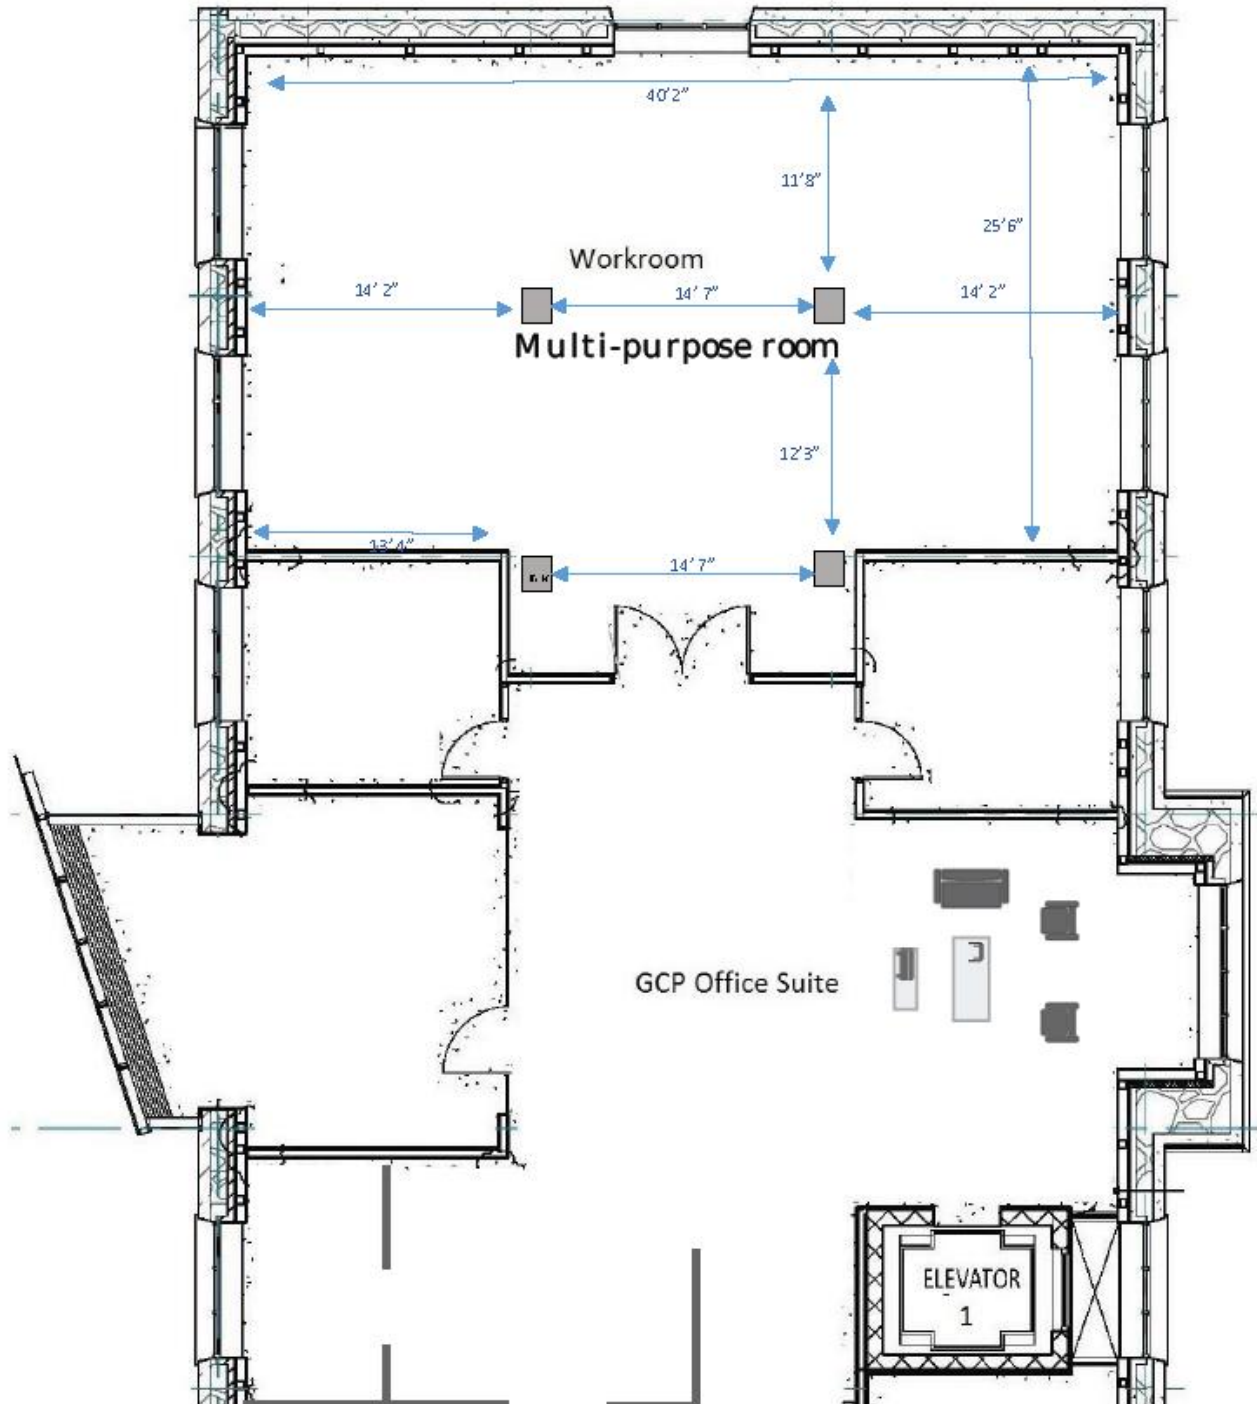 40'2"
11'8"
25'6"
Workroom
14' 2"
14' 7"
14' 2"
Multi-purpose room
12'3"
13'4"
14' 7"
GCP Office Suite
ELEVATOR
1